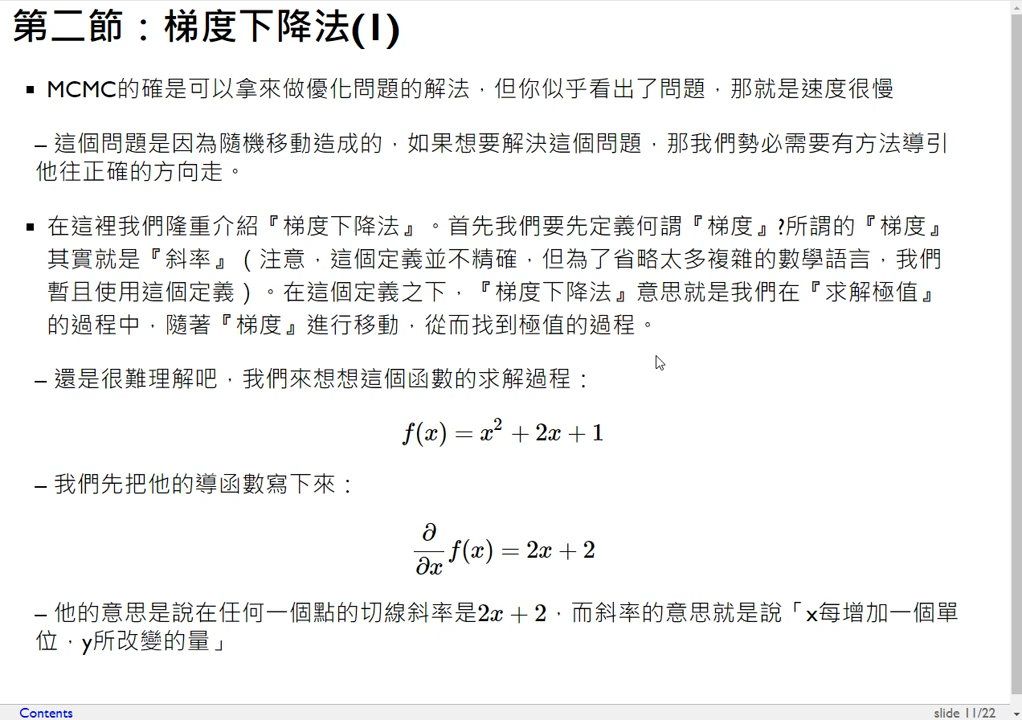 第二節：梯度下降法(1)
▪ MCMC的確是可以拿來做優化問題的解法，但你似乎看出了問題，那就是速度很慢
– 這個問題是因為隨機移動造成的，如果想要解決這個問題，那我們勢必需要有方法導引
他往正確的方向走。
▪ 在這裡我們隆重介紹『梯度下降法』。首先我們要先定義何謂『梯度』?所謂的『梯度』
其實就是『斜率』（注意，這個定義並不精確，但為了省略太多複雜的數學語言，我們
暫且使用這個定義）。在這個定義之下，『梯度下降法』意思就是我們在『求解極值』
的過程中，隨著『梯度』進行移動，從而找到極值的過程。
– 還是很難理解吧，我們來想想這個函數的求解過程：
f(x) = x² + 2x + 1
– 我們先把他的導函數寫下來：
∂/∂x f(x) = 2x + 2
– 他的意思是說在任何一個點的切線斜率是2x + 2，而斜率的意思就是說「x每增加一個單
位，y所改變的量」
Contents
slide 11/22